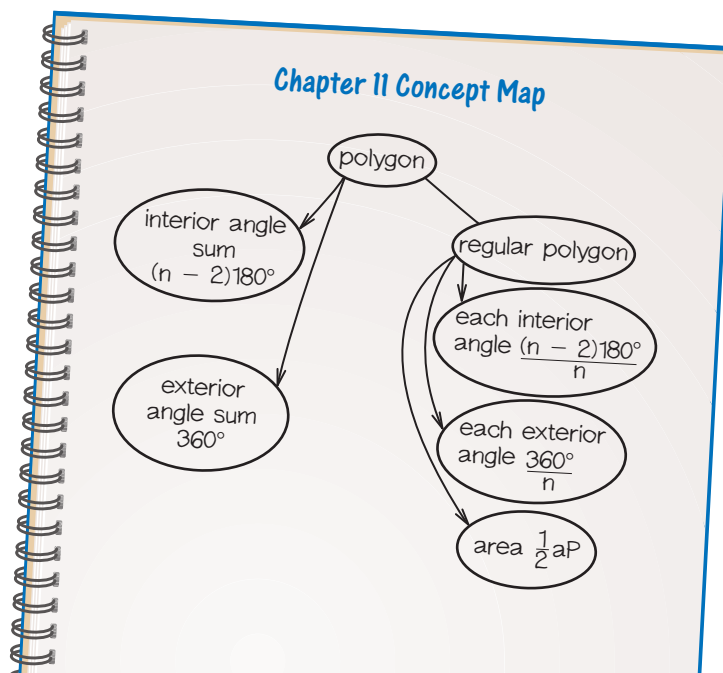 Chapter 11 Concept Map
polygon
interior angle
sum
(n − 2)180°
regular polygon
each interior
angle (n − 2)180°
n
exterior
angle sum
360°
each exterior
angle 360°
n
area 1/2 aP